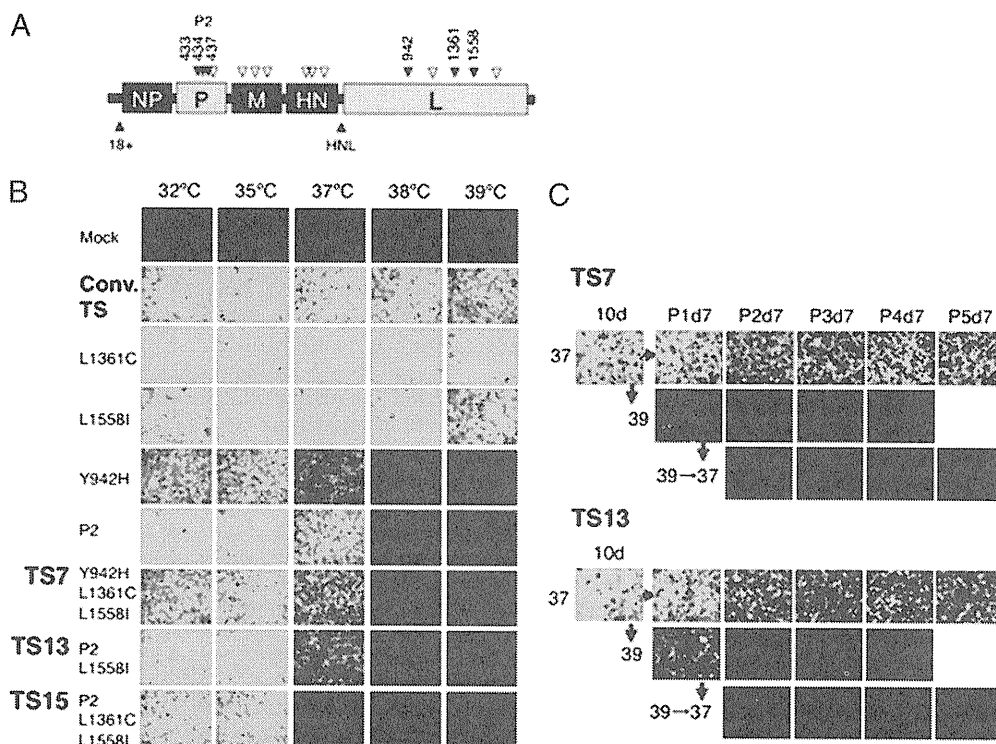 A
P2
433
434
437
942
1361
1558
NP
P
M
HN
L
18+
HNL
B
32°C 35°C 37°C 38°C 39°C
Mock
Conv.
TS
L1361C
L1558I
Y942H
P2
TS7
Y942H
L1361C
L1558I
TS13
P2
L1558I
TS15
P2
L1361C
L1558I
C
TS7
10d P1d7 P2d7 P3d7 P4d7 P5d7
37
39
39→37
TS13
10d
37
39
39→37